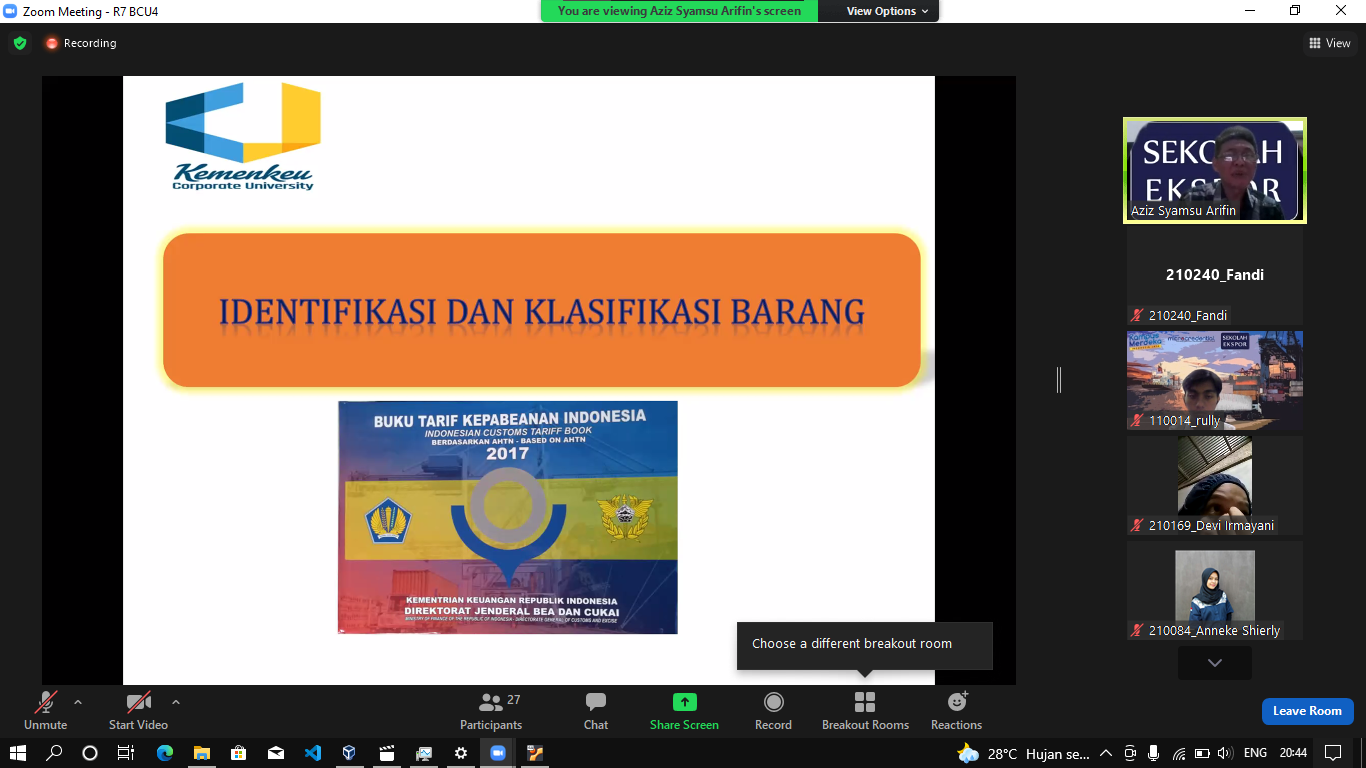 Zoom Meeting - R7 BCU4
You are viewing Aziz Syamsu Arifin's screen
View Options
Recording
View
Kemenkeu
Corporate University
IDENTIFIKASI DAN KLASIFIKASI BARANG
BUKU TARIF KEPABEANAN INDONESIA
INDONESIAN CUSTOMS TARIFF BOOK
BERDASARKAN AHTN - BASED ON AHTN
2017
KEMENTRIAN KEUANGAN REPUBLIK INDONESIA
DIREKTORAT JENDERAL BEA DAN CUKAI
MINISTRY OF FINANCE OF THE REPUBLIC OF INDONESIA - DIRECTORATE GENERAL OF CUSTOMS AND EXCISE
SEKOLAH
EKSPOR
Aziz Syamsu Arifin
210240_Fandi
210240_Fandi
Kampus
Merdeka
microcredential
SEKOLAH
EKSPOR
110014_rully
210169_Devi Irmayani
210084_Anneke Shierly
Choose a different breakout room
Unmute
Start Video
27
Participants
Chat
Share Screen
Record
Breakout Rooms
Reactions
Leave Room
28°C Hujan se...
ENG
20:44